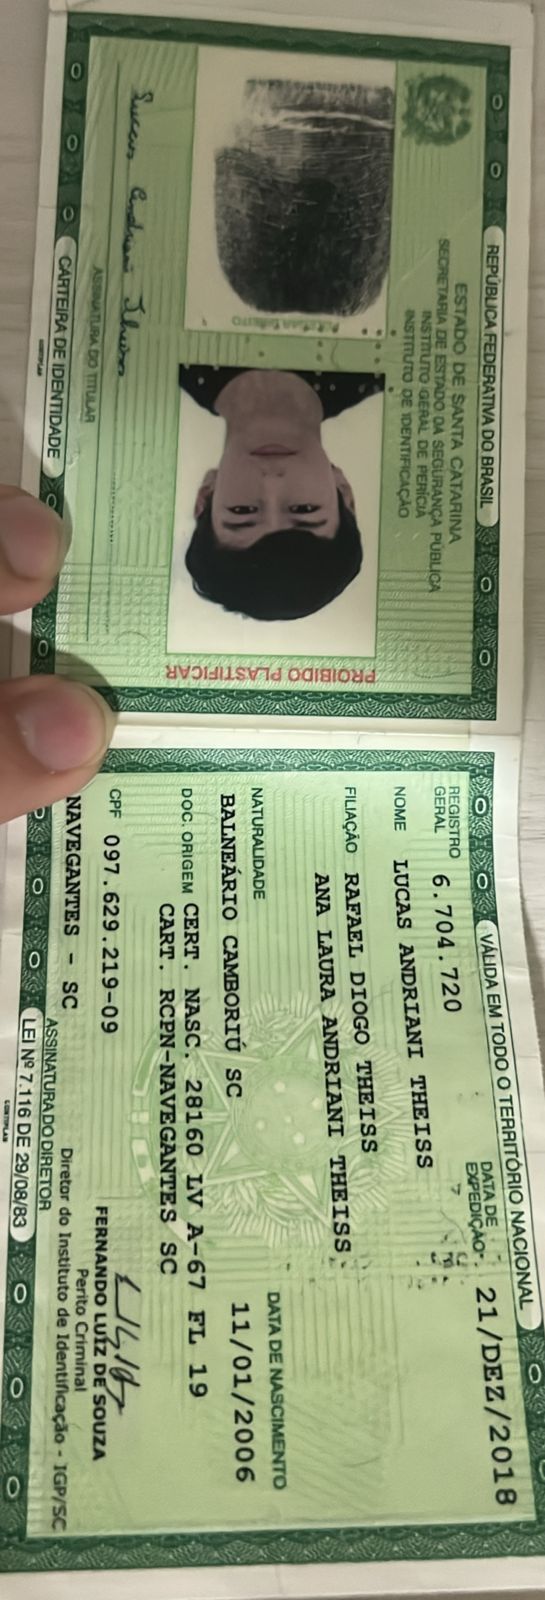 REPÚBLICA FEDERATIVA DO BRASIL
ESTADO DE SANTA CATARINA
SECRETARIA DE ESTADO DA SEGURANÇA PÚBLICA
INSTITUTO GERAL DE PERÍCIA
INSTITUTO DE IDENTIFICAÇÃO
PROIBIDO PLASTIFICAR
Lucas Andriani Theiss
ASSINATURA DO TITULAR
CARTEIRA DE IDENTIDADE
VÁLIDA EM TODO O TERRITÓRIO NACIONAL
REGISTRO GERAL 6.704.720 DATA DE EXPEDIÇÃO 21/DEZ/2018
NOME LUCAS ANDRIANI THEISS
FILIAÇÃO RAFAEL DIOGO THEISS
ANA LAURA ANDRIANI THEISS
NATURALIDADE DATA DE NASCIMENTO
BALNEÁRIO CAMBORIÚ SC 11/01/2006
DOC. ORIGEM CERT. NASC. 28160 LV A-67 FL 19
CART. RCPN-NAVEGANTES SC
CPF 097.629.219-09
NAVEGANTES - SC
FERNANDO LUIZ DE SOUZA
Perito Criminal
Diretor do Instituto de Identificação - IGP/SC
ASSINATURA DO DIRETOR
LEI Nº 7.116 DE 29/08/83